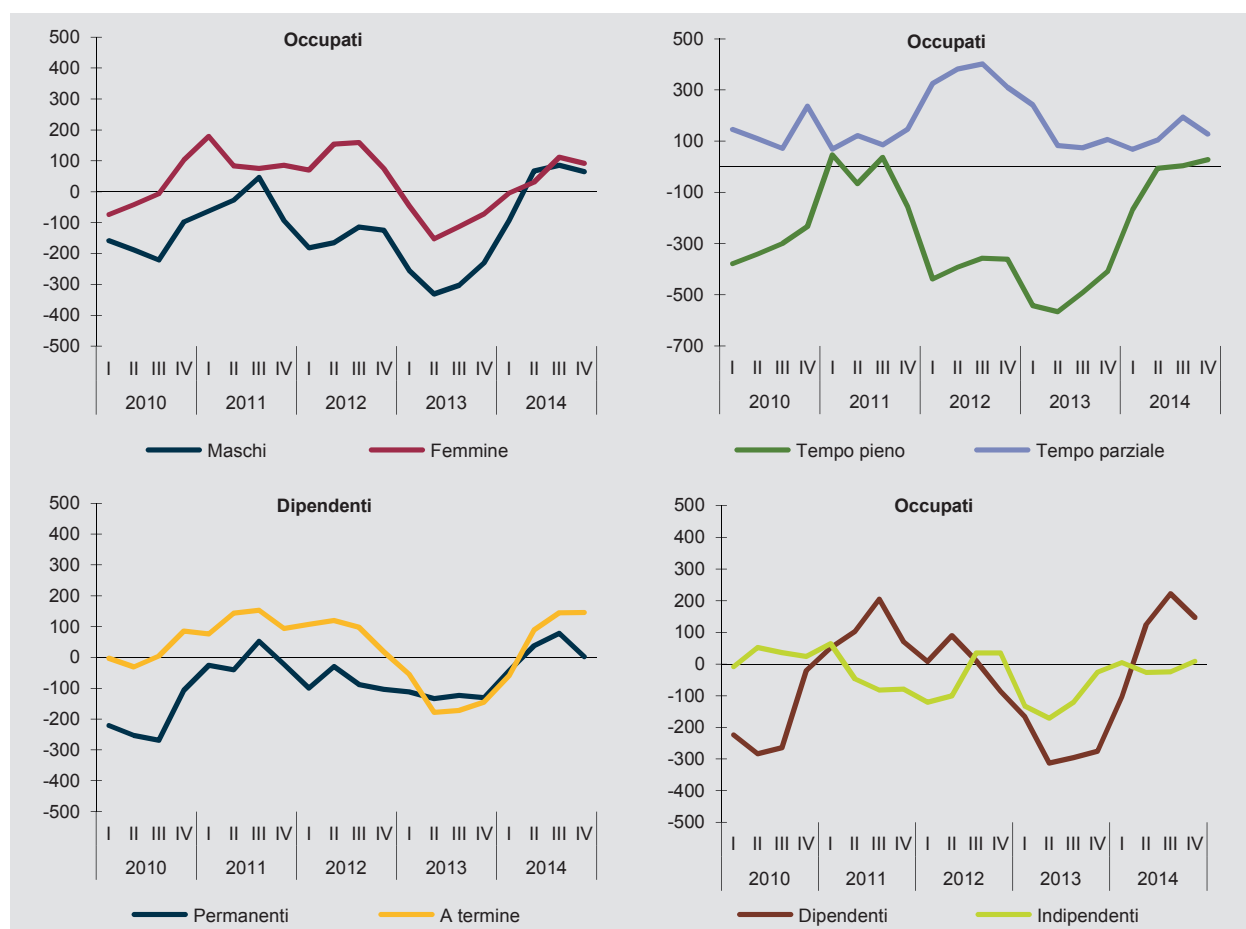 Occupati
500
400
300
200
100
0
-100
-200
-300
-400
-500
I II III IV I II III IV I II III IV I II III IV I II III IV
2010 2011 2012 2013 2014
Maschi Femmine
Occupati
500
300
100
-100
-300
-500
-700
I II III IV I II III IV I II III IV I II III IV I II III IV
2010 2011 2012 2013 2014
Tempo pieno Tempo parziale
Dipendenti
500
400
300
200
100
0
-100
-200
-300
-400
-500
I II III IV I II III IV I II III IV I II III IV I II III IV
2010 2011 2012 2013 2014
Permanenti A termine
Occupati
500
400
300
200
100
0
-100
-200
-300
-400
-500
I II III IV I II III IV I II III IV I II III IV I II III IV
2010 2011 2012 2013 2014
Dipendenti Indipendenti